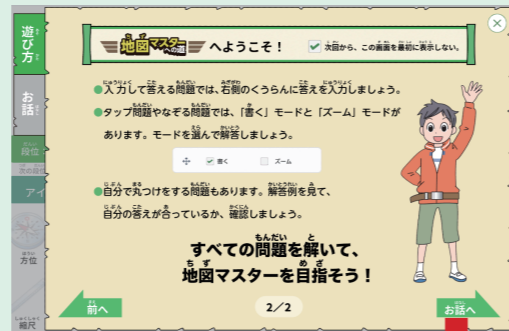 遊び方
お話
段位
次の段位
アイ
方位
縮尺
地図マスターへの道 へようこそ！
次回から、この画面を最初に表示しない。
●入力して答える問題では、右側のくうらんに答えを入力しましょう。
●タップ問題やなぞる問題では、「書く」モードと「ズーム」モードが
あります。モードを選んで解答しましょう。
書く ズーム
●自分で丸つけをする問題もあります。解答例を見て、
自分の答えが合っているか、確認しましょう。
すべての問題を解いて、
地図マスターを目指そう！
前へ 2/2 お話へ